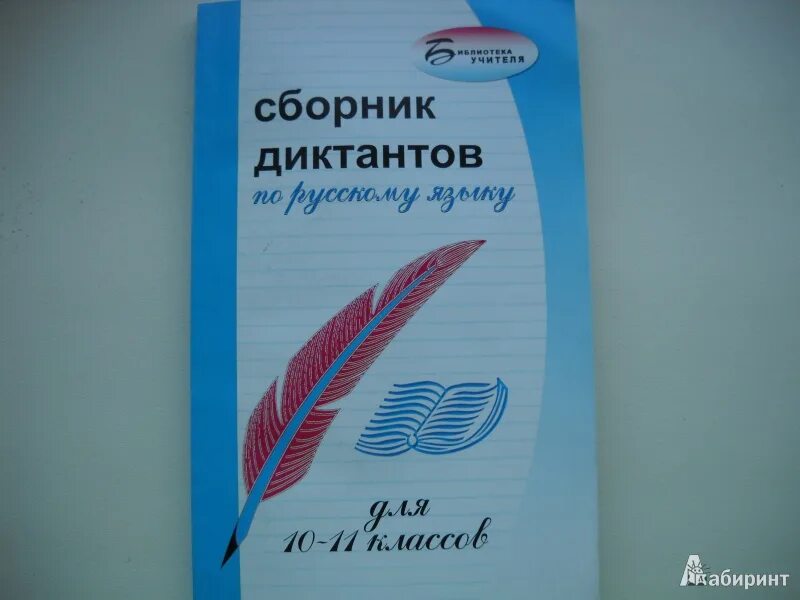 Библиотека
учителя
сборник
диктантов
по русскому языку
для
10-11 классов
Лабиринт